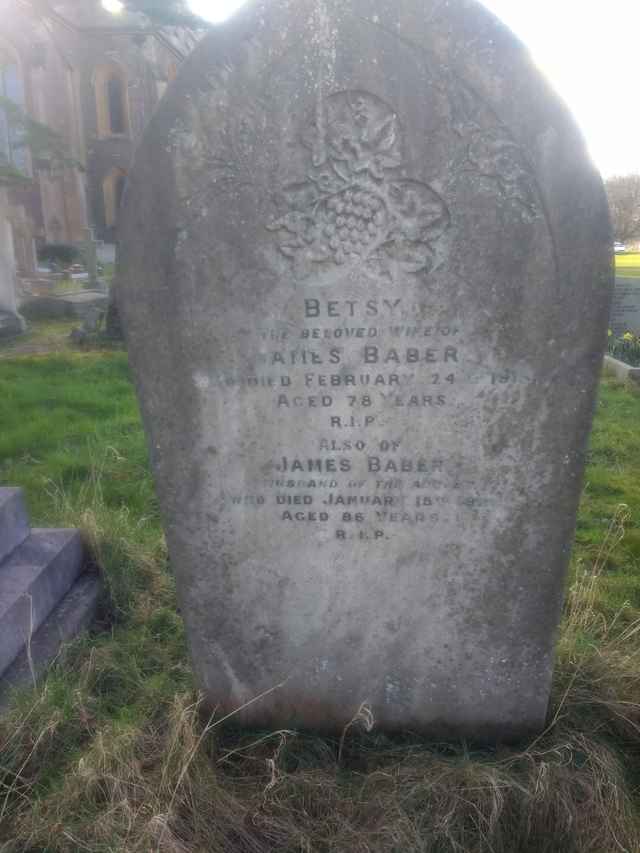 BETSY
THE BELOVED WIFE OF
JAMES BABER
DIED FEBRUARY 24
AGED 78 YEARS
R.I.P.
ALSO OF
JAMES BABER
HUSBAND OF THE ABOVE
WHO DIED JANUARY 15TH
AGED 86 YEARS.
R.I.P.